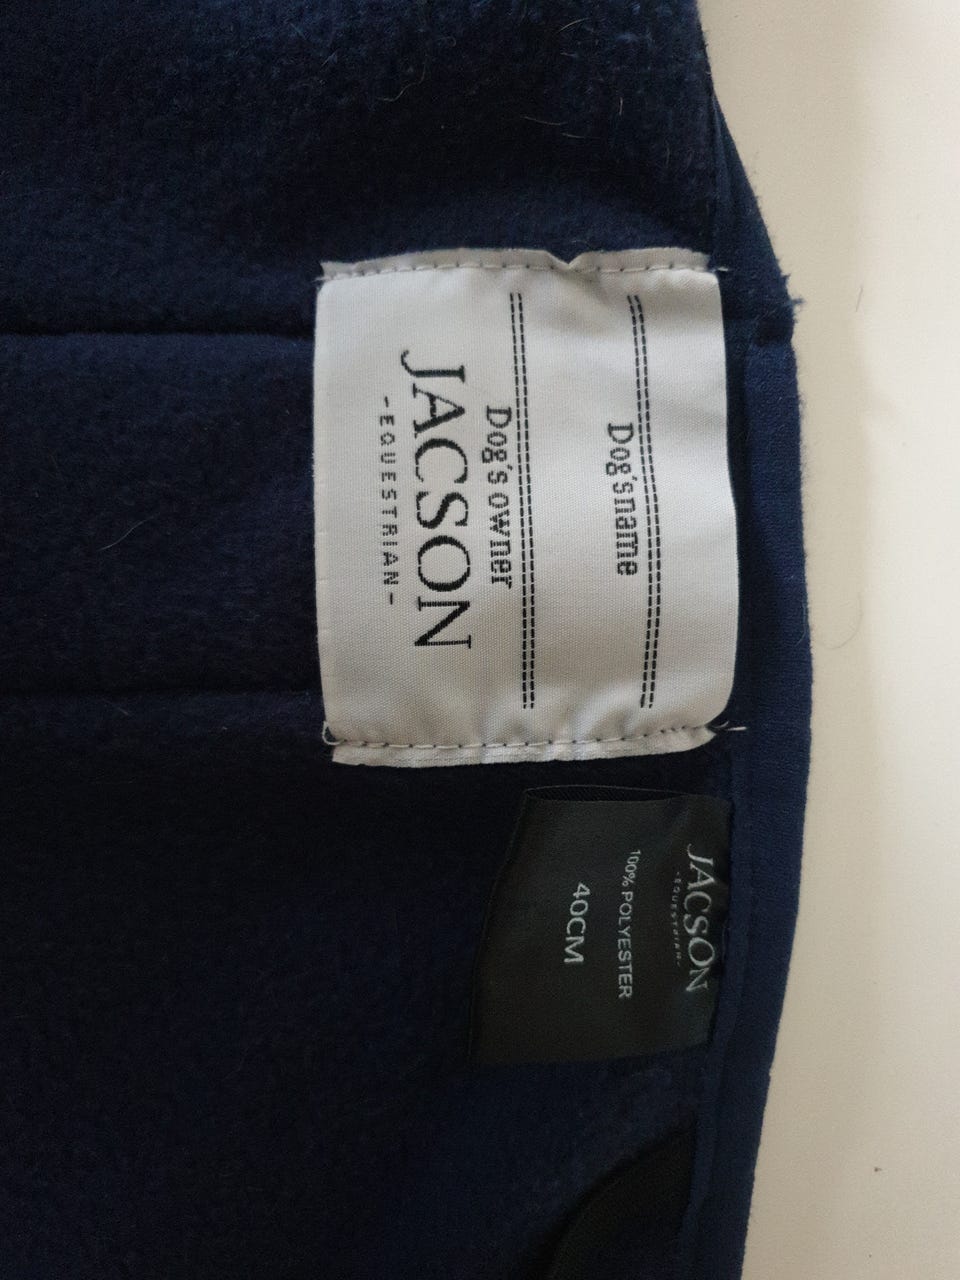 Dog's name
Dog's owner
JACSON
-EQUESTRIAN-
JACSON
-EQUESTRIAN-
100% POLYESTER
40CM